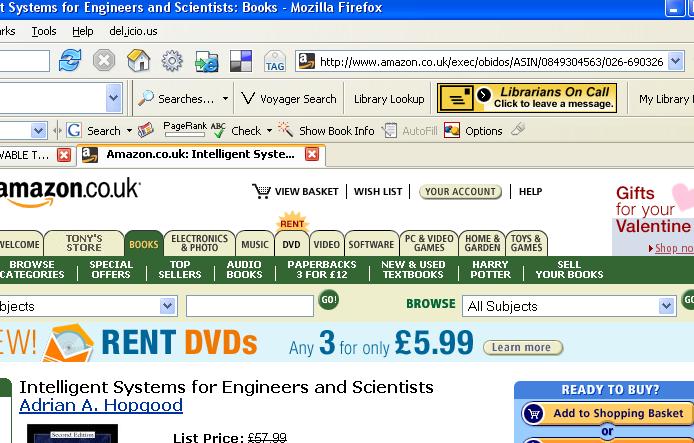 t Systems for Engineers and Scientists: Books - Mozilla Firefox
rks Tools Help del.icio.us
TAG http://www.amazon.co.uk/exec/obidos/ASIN/0849304563/026-690326
Searches... Voyager Search Library Lookup Librarians On Call Click to leave a message. My Library
G Search PageRank ABC Check Show Book Info AutoFill Options
VABLE T... Amazon.co.uk: Intelligent Syste...
amazon.co.uk
VIEW BASKET WISH LIST YOUR ACCOUNT HELP
Gifts
for your
Valentine
Shop no
RENT
WELCOME TONY'S STORE BOOKS ELECTRONICS & PHOTO MUSIC DVD VIDEO SOFTWARE PC & VIDEO GAMES HOME & GARDEN TOYS & GAMES
BROWSE CATEGORIES SPECIAL OFFERS TOP SELLERS AUDIO BOOKS PAPERBACKS 3 FOR £12 NEW & USED TEXTBOOKS HARRY POTTER SELL YOUR BOOKS
bjects GO! BROWSE All Subjects GO
EW! RENT DVDs Any 3 for only £5.99 Learn more
Intelligent Systems for Engineers and Scientists
Adrian A. Hopgood
Second Edition
List Price: £57.99
READY TO BUY?
Add to Shopping Basket
or